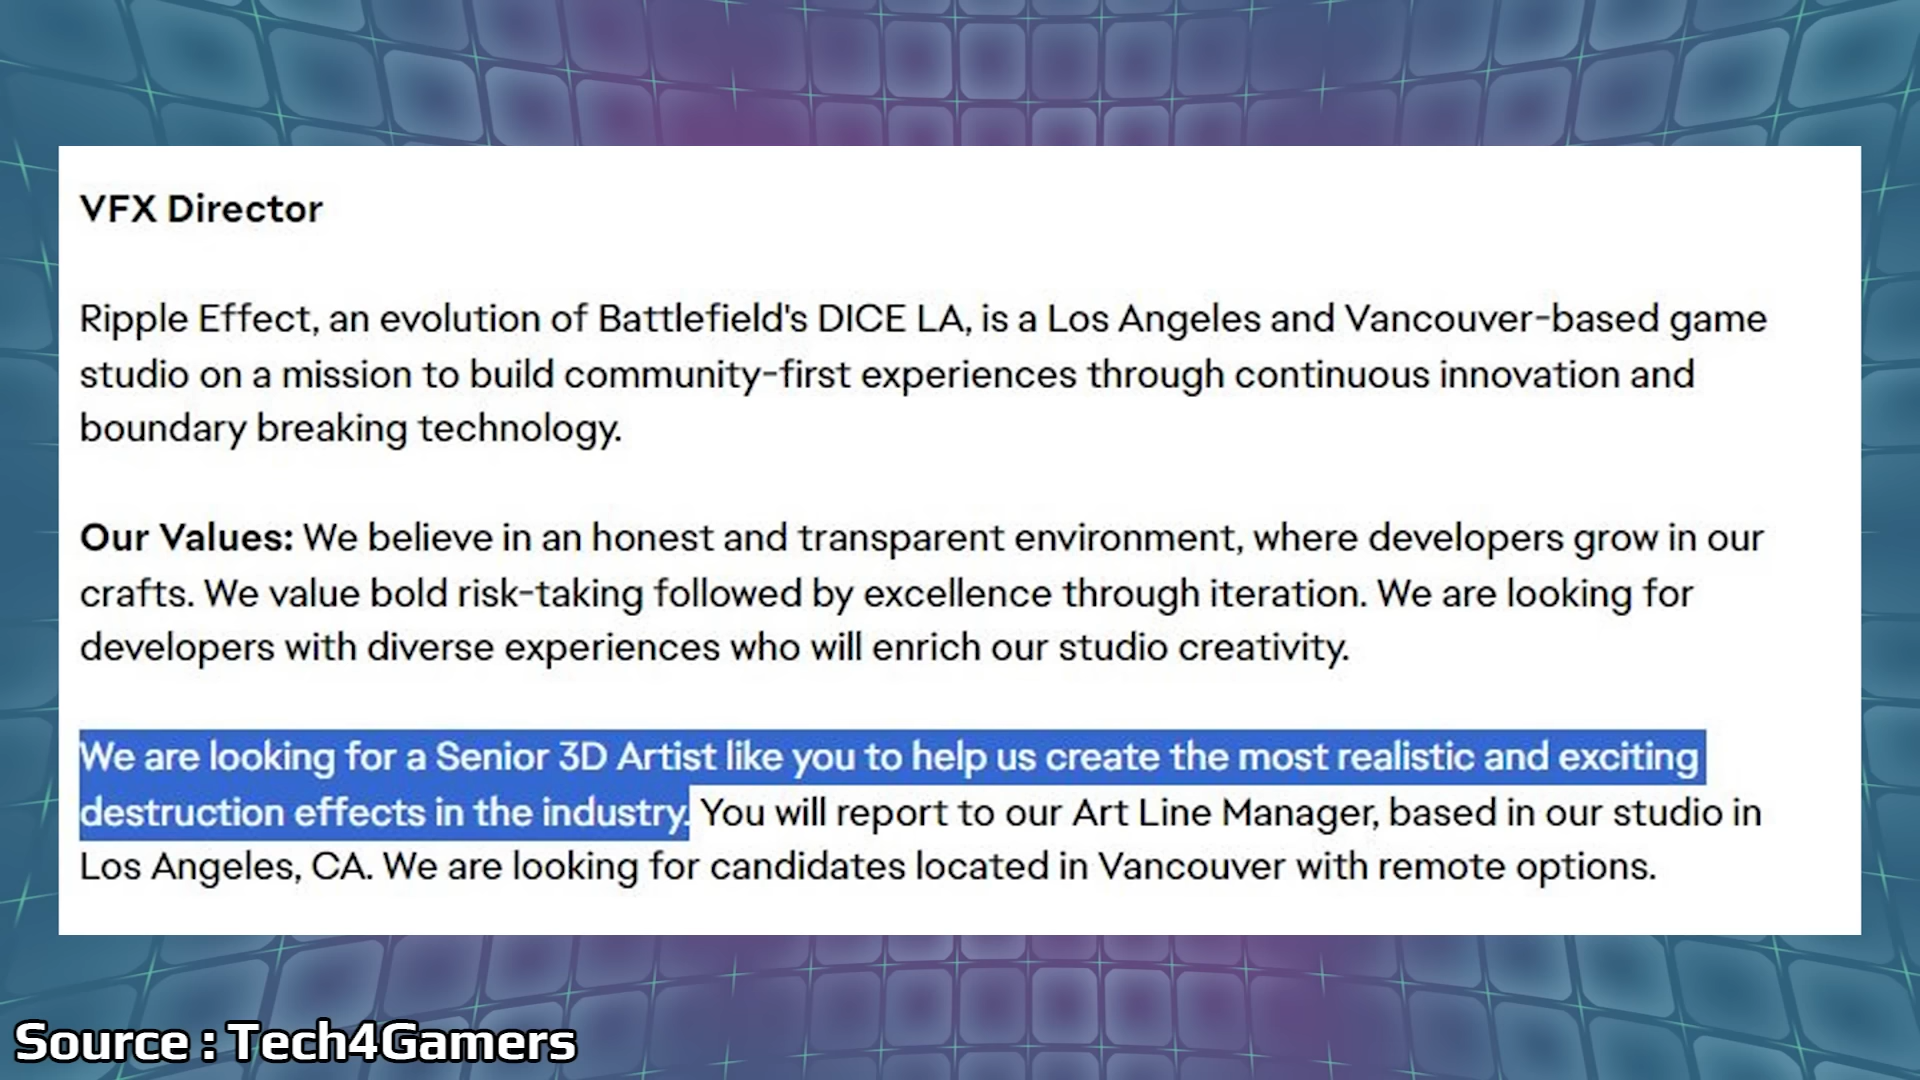 VFX Director
Ripple Effect, an evolution of Battlefield's DICE LA, is a Los Angeles and Vancouver-based game
studio on a mission to build community-first experiences through continuous innovation and
boundary breaking technology.
Our Values: We believe in an honest and transparent environment, where developers grow in our
crafts. We value bold risk-taking followed by excellence through iteration. We are looking for
developers with diverse experiences who will enrich our studio creativity.
We are looking for a Senior 3D Artist like you to help us create the most realistic and exciting
destruction effects in the industry. You will report to our Art Line Manager, based in our studio in
Los Angeles, CA. We are looking for candidates located in Vancouver with remote options.
Source : Tech4Gamers